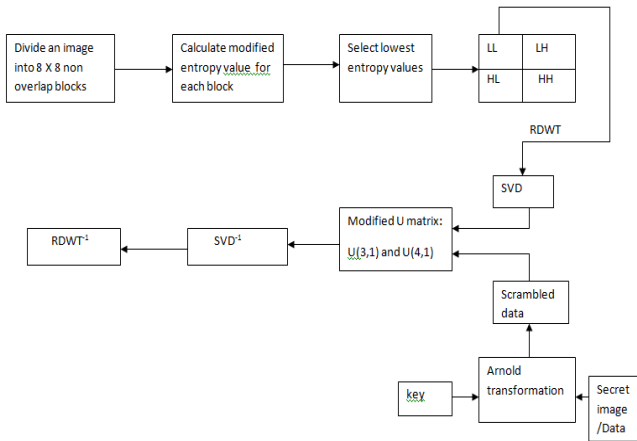 Divide an image
into 8 X 8 non
overlap blocks
Calculate modified
entropy value for
each block
Select lowest
entropy values
LL LH
HL HH
RDWT
SVD
Modified U matrix:
U(3,1) and U(4,1)
SVD-1
RDWT-1
Scrambled
data
Arnold
transformation
key
Secret
image
/Data